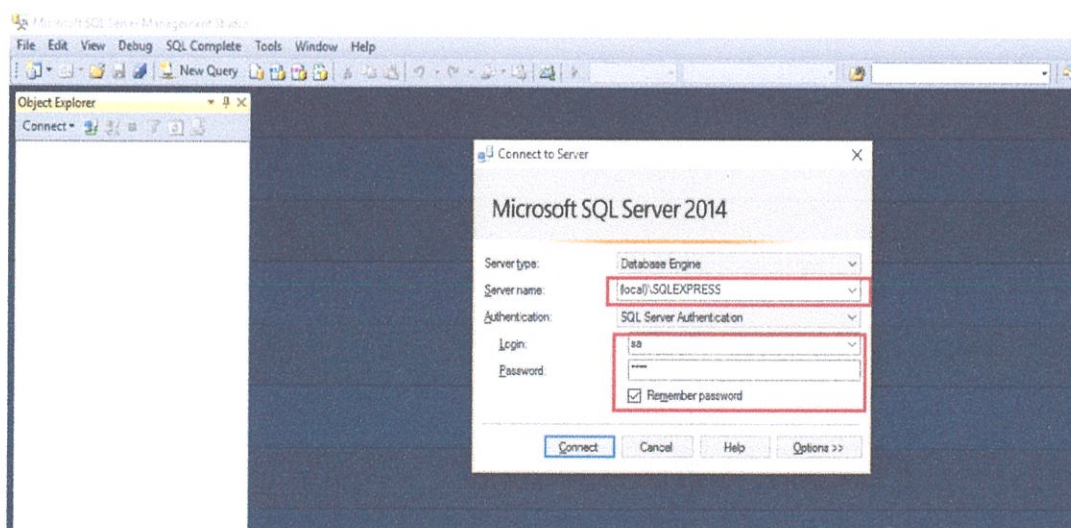 Microsoft SQL Server Management Studio
File Edit View Debug SQL Complete Tools Window Help
New Query
Object Explorer
Connect
Connect to Server
Microsoft SQL Server 2014
Server type: Database Engine
Server name: (local)\SQLEXPRESS
Authentication: SQL Server Authentication
Login: sa
Password: ****
Remember password
Connect Cancel Help Options >>